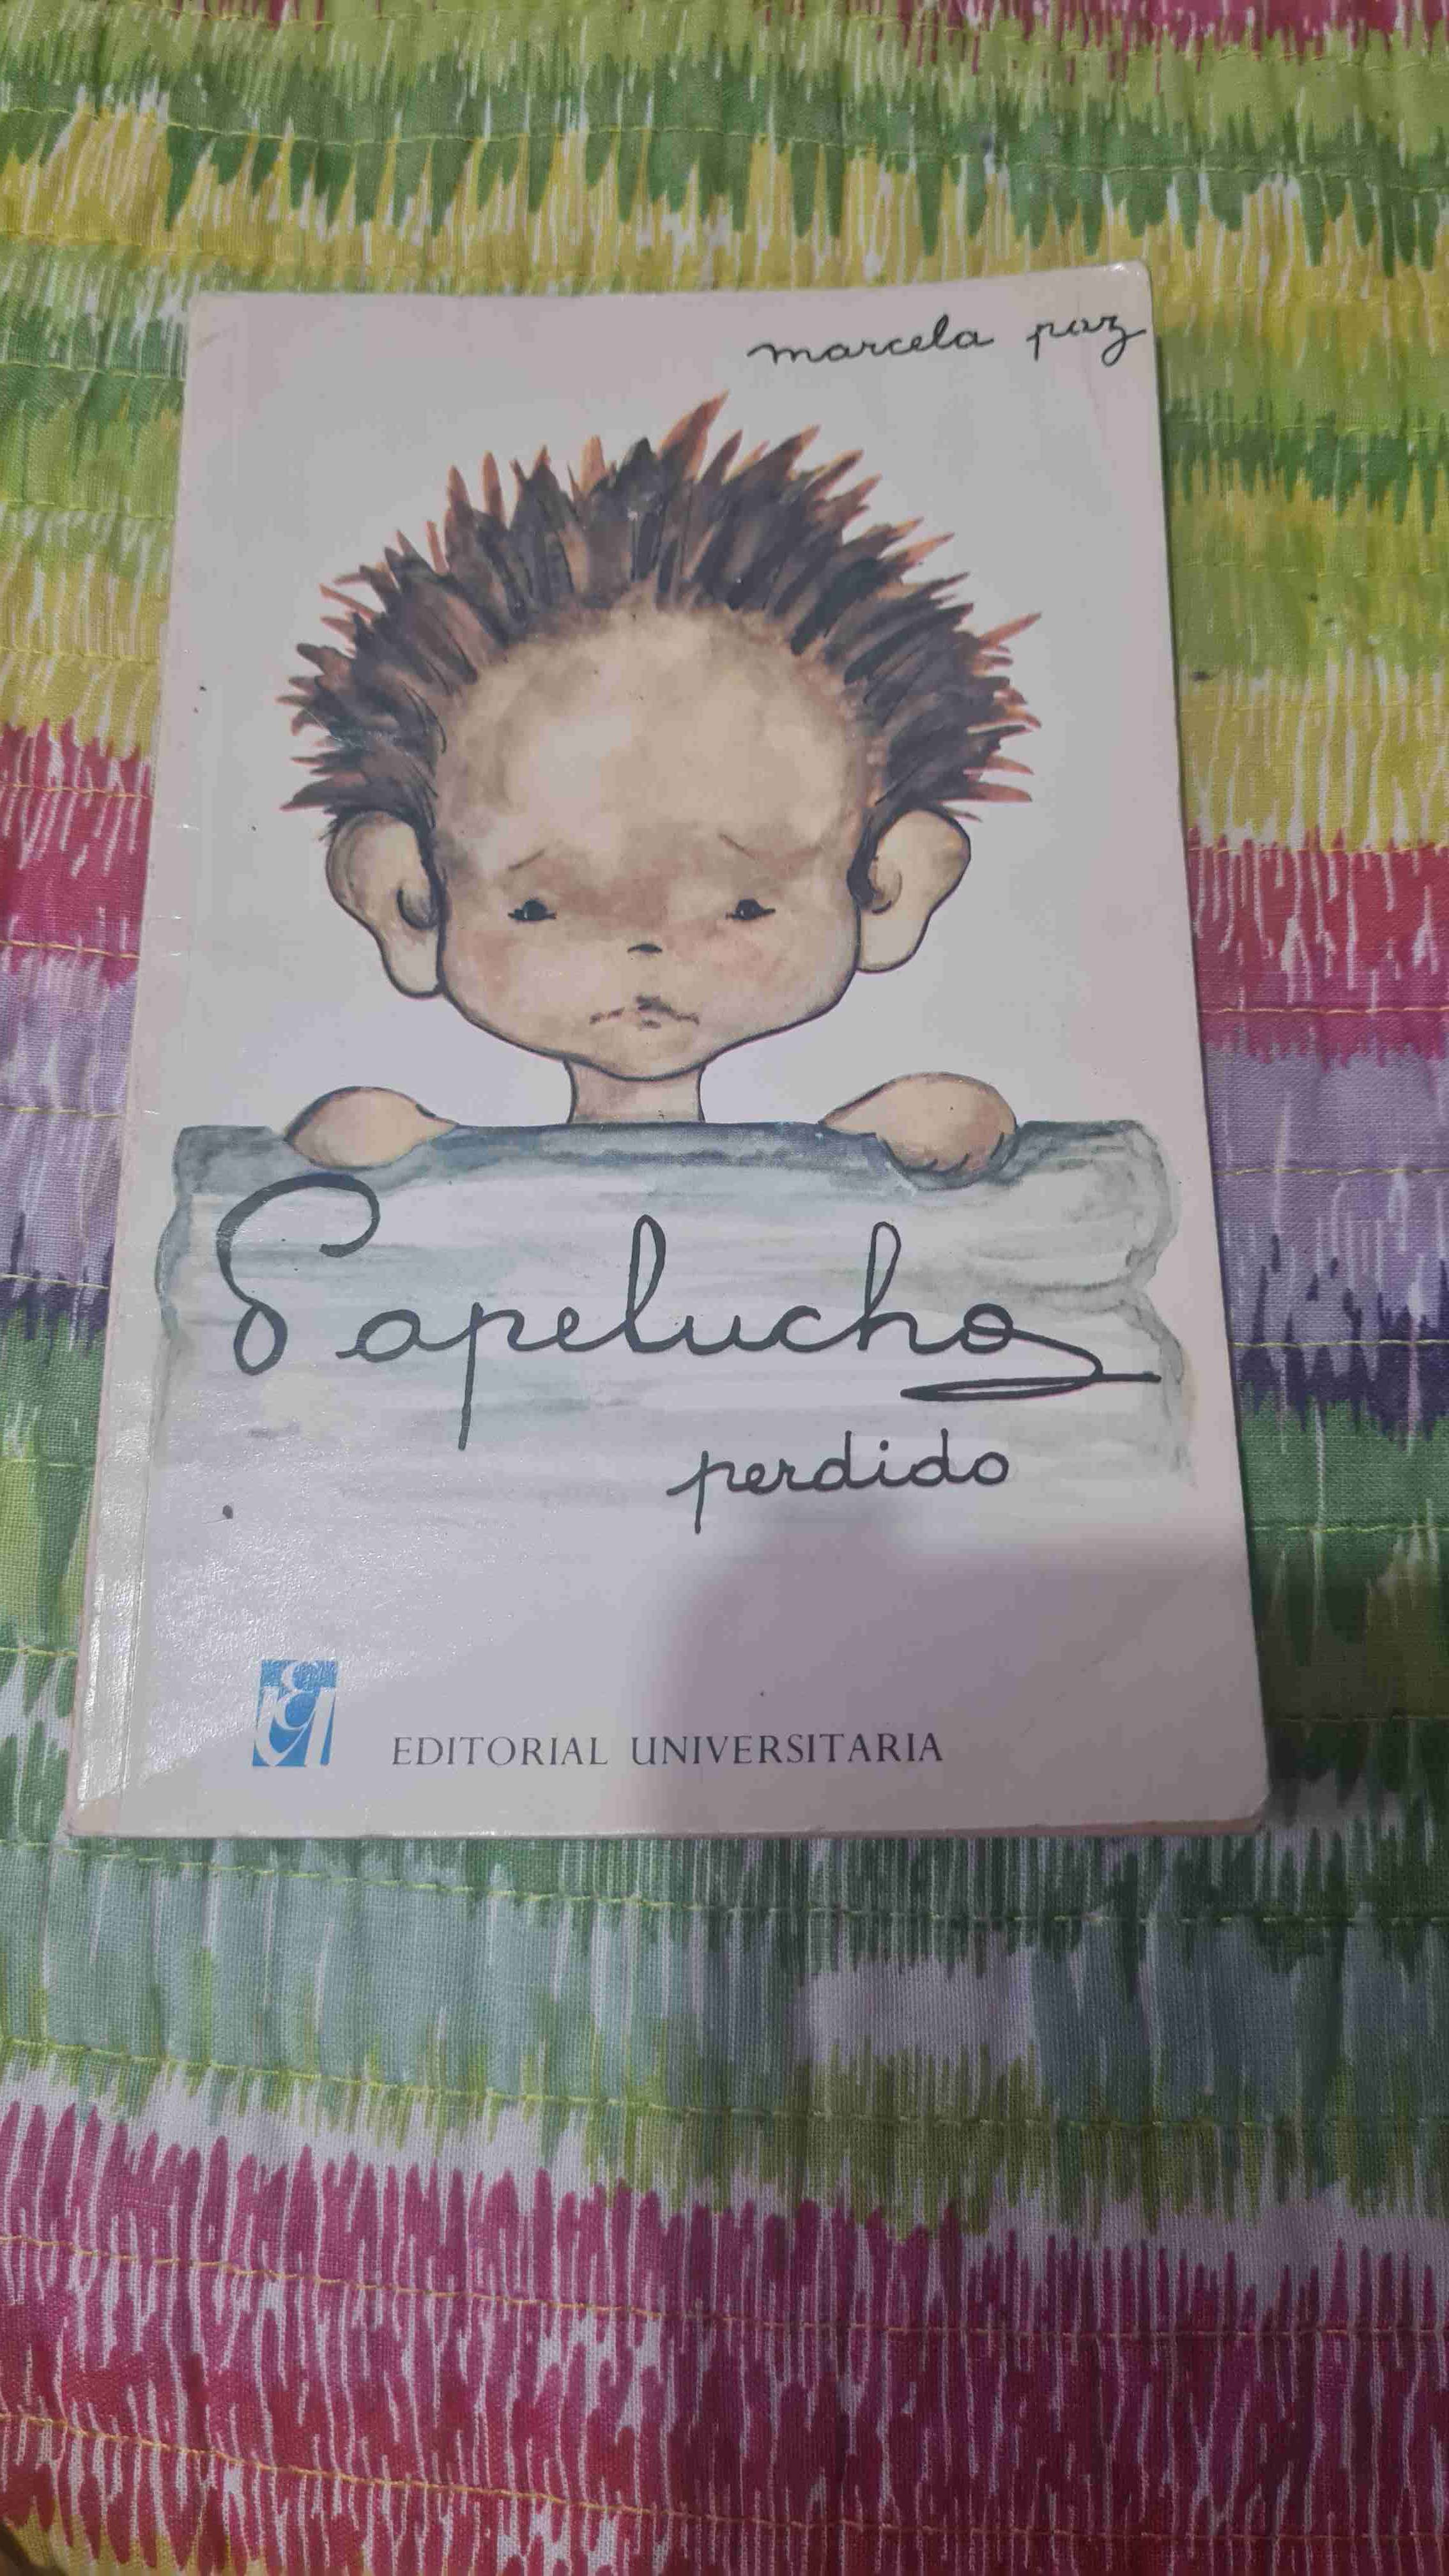 marcela paz
Papelucho
perdido
EDITORIAL UNIVERSITARIA